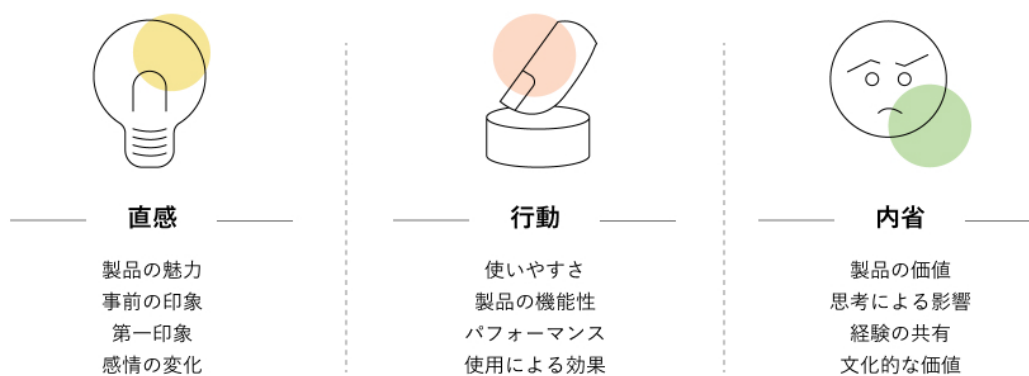 直感
製品の魅力
事前の印象
第一印象
感情の変化
行動
使いやすさ
製品の機能性
パフォーマンス
使用による効果
内省
製品の価値
思考による影響
経験の共有
文化的な価値